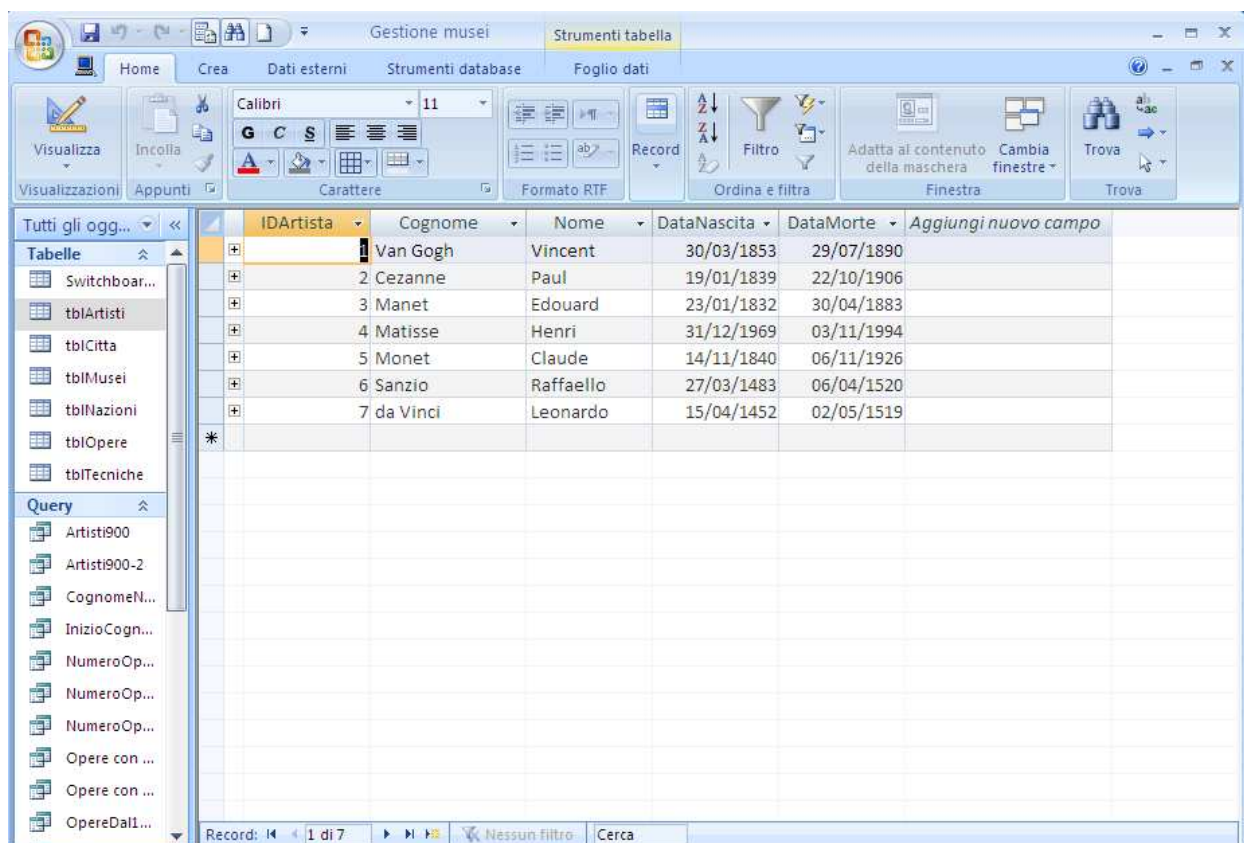 Gestione musei Strumenti tabella
Home Crea Dati esterni Strumenti database Foglio dati
Calibri 11
G C S
Visualizza Incolla Record Filtro Adatta al contenuto della maschera Cambia finestre Trova
Visualizzazioni Appunti Carattere Formato RTF Ordina e filtra Finestra Trova
Tutti gli ogg...
Tabelle
Switchboar...
tblArtisti
tblCitta
tblMusei
tblNazioni
tblOpere
tblTecniche
Query
Artisti900
Artisti900-2
CognomeN...
InizioCogn...
NumeroOp...
NumeroOp...
NumeroOp...
Opere con ...
Opere con ...
OpereDal1...
IDArtista Cognome Nome DataNascita DataMorte Aggiungi nuovo campo
1 Van Gogh Vincent 30/03/1853 29/07/1890
2 Cezanne Paul 19/01/1839 22/10/1906
3 Manet Edouard 23/01/1832 30/04/1883
4 Matisse Henri 31/12/1969 03/11/1994
5 Monet Claude 14/11/1840 06/11/1926
6 Sanzio Raffaello 27/03/1483 06/04/1520
7 da Vinci Leonardo 15/04/1452 02/05/1519
Record: 1 di 7 Nessun filtro Cerca